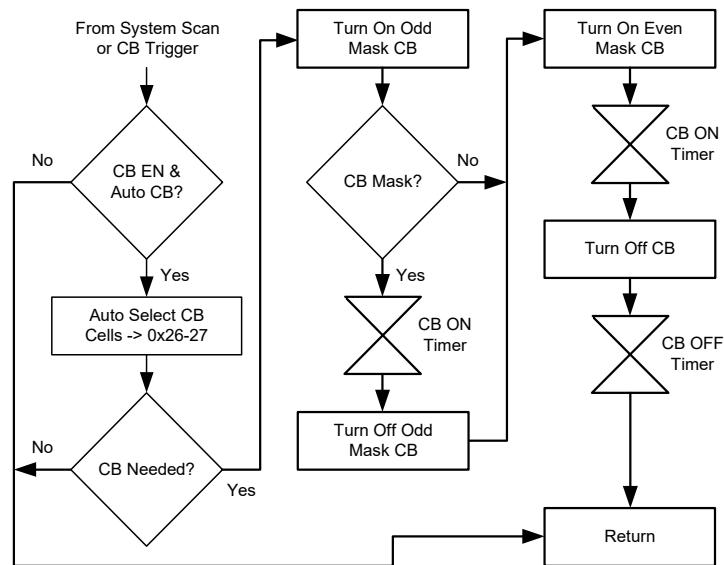 From System Scan
or CB Trigger
No
CB EN &
Auto CB?
Yes
Auto Select CB
Cells -> 0x26-27
No
CB Needed?
Yes
Turn On Odd
Mask CB
CB Mask?
No
Yes
CB ON
Timer
Turn Off Odd
Mask CB
Turn On Even
Mask CB
CB ON
Timer
Turn Off CB
CB OFF
Timer
Return